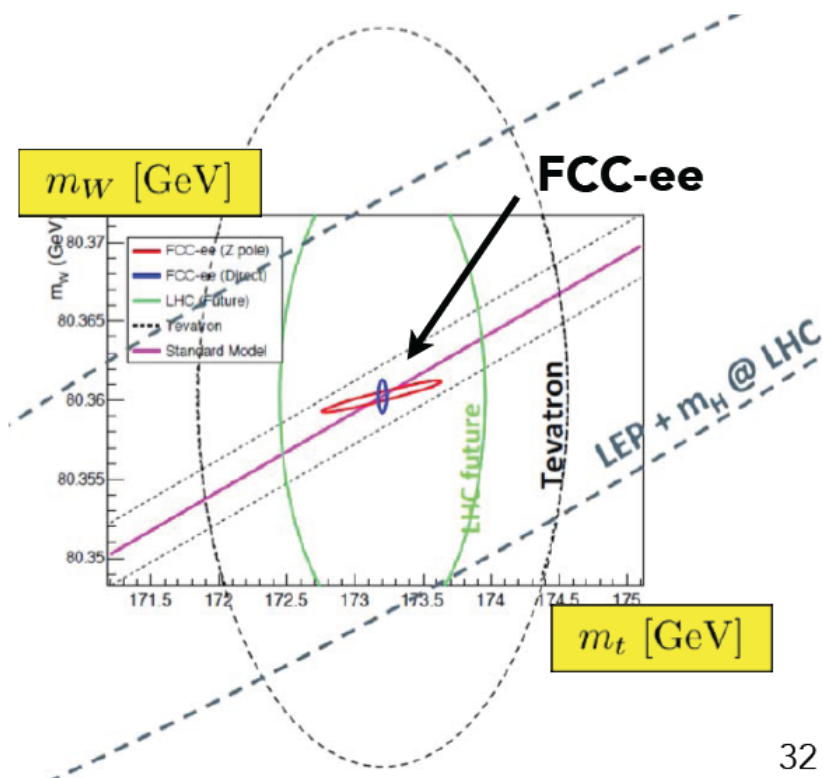 m_W [GeV]
FCC-ee
m_W (GeV)
80.37
80.365
80.36
80.355
80.35
FCC-ee (Z pole)
FCC-ee (Direct)
LHC (Future)
Tevatron
Standard Model
LHC future
Tevatron
LEP + m_H @ LHC
171.5 172 172.5 173 173.5 174 174.5 175
m_t [GeV]
32